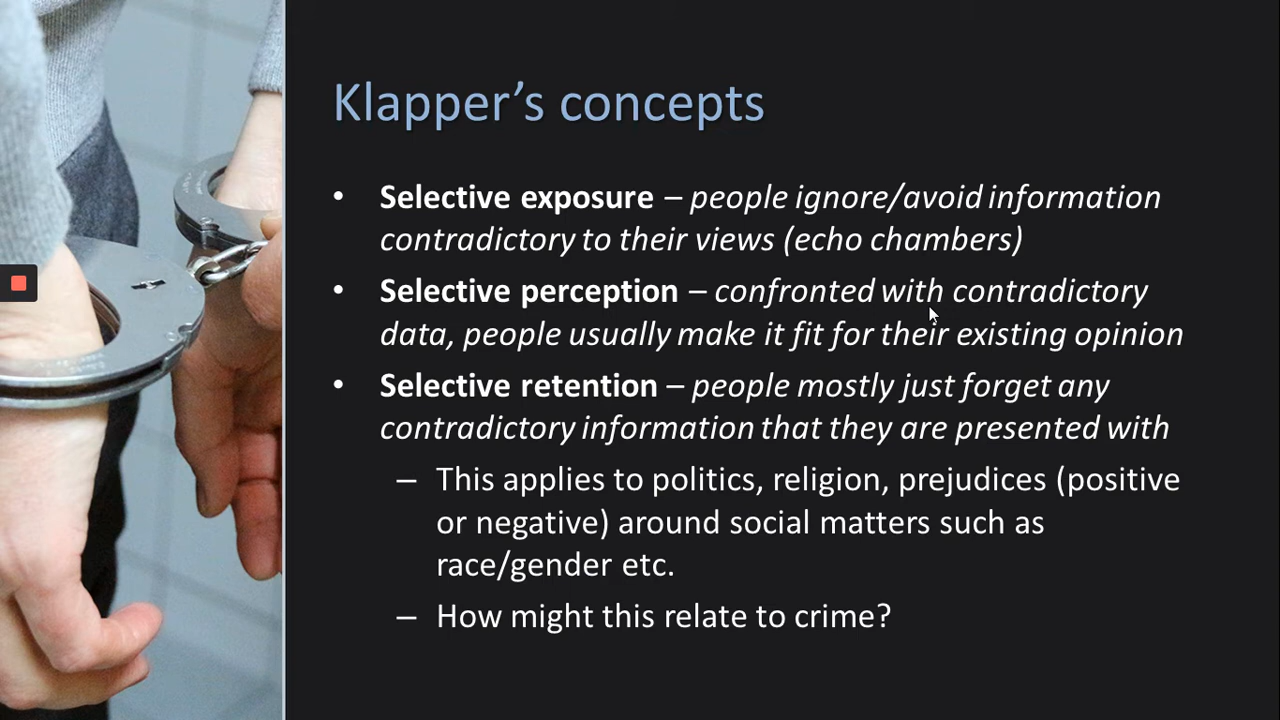 Klapper’s concepts
• Selective exposure – people ignore/avoid information
contradictory to their views (echo chambers)
• Selective perception – confronted with contradictory
data, people usually make it fit for their existing opinion
• Selective retention – people mostly just forget any
contradictory information that they are presented with
– This applies to politics, religion, prejudices (positive
or negative) around social matters such as
race/gender etc.
– How might this relate to crime?